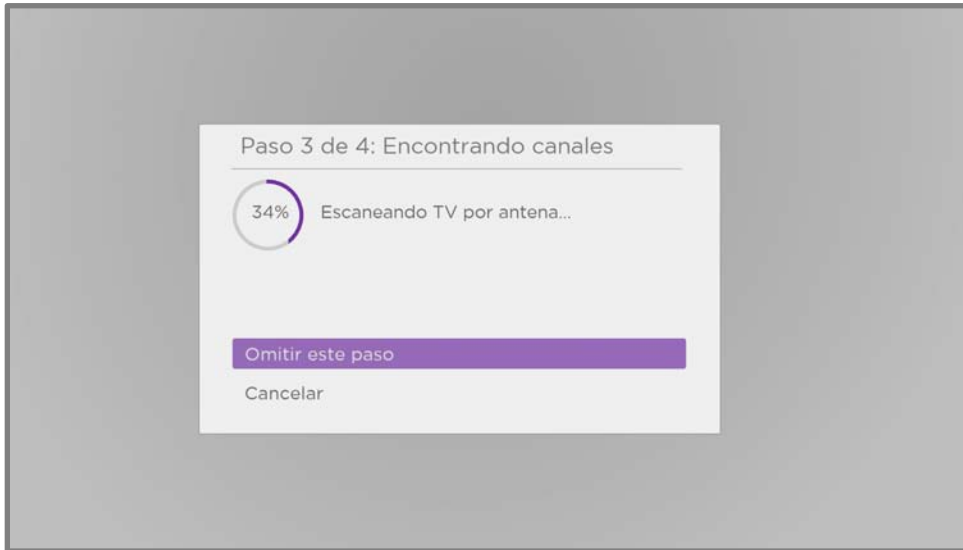 Paso 3 de 4: Encontrando canales
34%
Escaneando TV por antena...
Omitir este paso
Cancelar